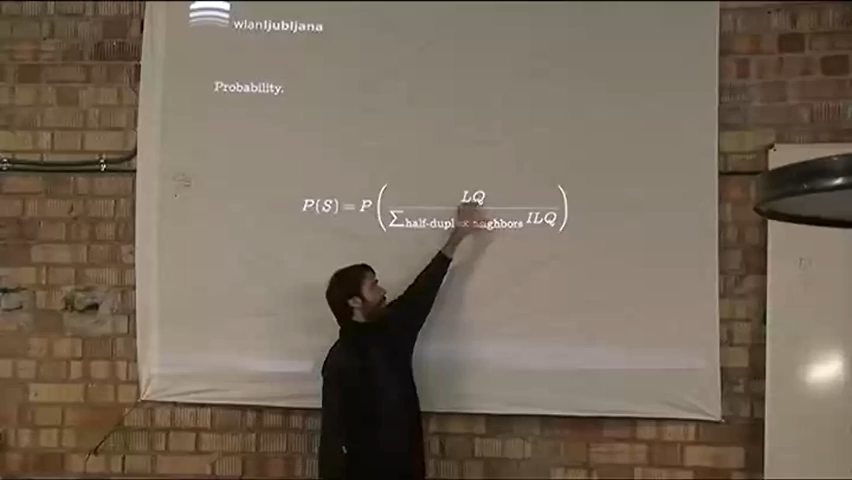 wlanljubljana
Probability.
P(S) = P ( LQ / ∑half-duplex neighbors ILQ )